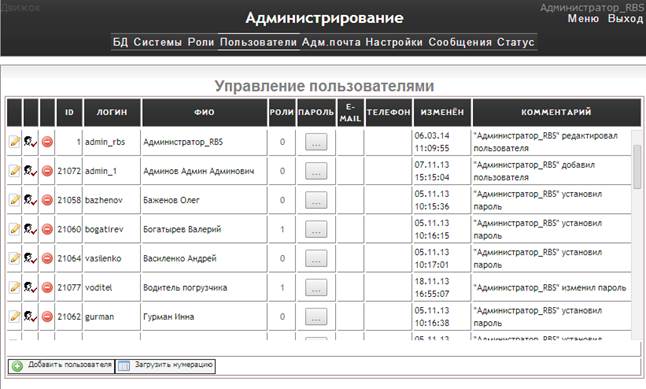 Движок
Администратор_RBS
Администрирование
Меню Выход
БД Системы Роли Пользователи Адм.почта Настройки Сообщения Статус
Управление пользователями
ID ЛОГИН ФИО РОЛИ ПАРОЛЬ E-MAIL ТЕЛЕФОН ИЗМЕНЁН КОММЕНТАРИЙ
1 admin_rbs Администратор_RBS 0 ... 06.03.14 11:09:55 "Администратор_RBS" редактировал пользователя
21072 admin_1 Админов Админ Админович 0 ... 07.11.13 15:15:04 "Администратор_RBS" добавил пользователя
21058 bazhenov Баженов Олег 0 ... 05.11.13 10:15:36 "Администратор_RBS" установил пароль
21060 bogatirev Богатырев Валерий 1 ... 05.11.13 10:16:15 "Администратор_RBS" установил пароль
21064 vasilenko Василенко Андрей 0 ... 05.11.13 10:17:01 "Администратор_RBS" установил пароль
21077 voditel Водитель погрузчика 1 ... 18.11.13 16:55:07 "Администратор_RBS" изменил пароль
21062 gurman Гурман Инна 0 ... 05.11.13 10:16:38 "Администратор_RBS" установил пароль
05.11.13 "Администратор_RBS" установил
Добавить пользователя Загрузить нумерацию